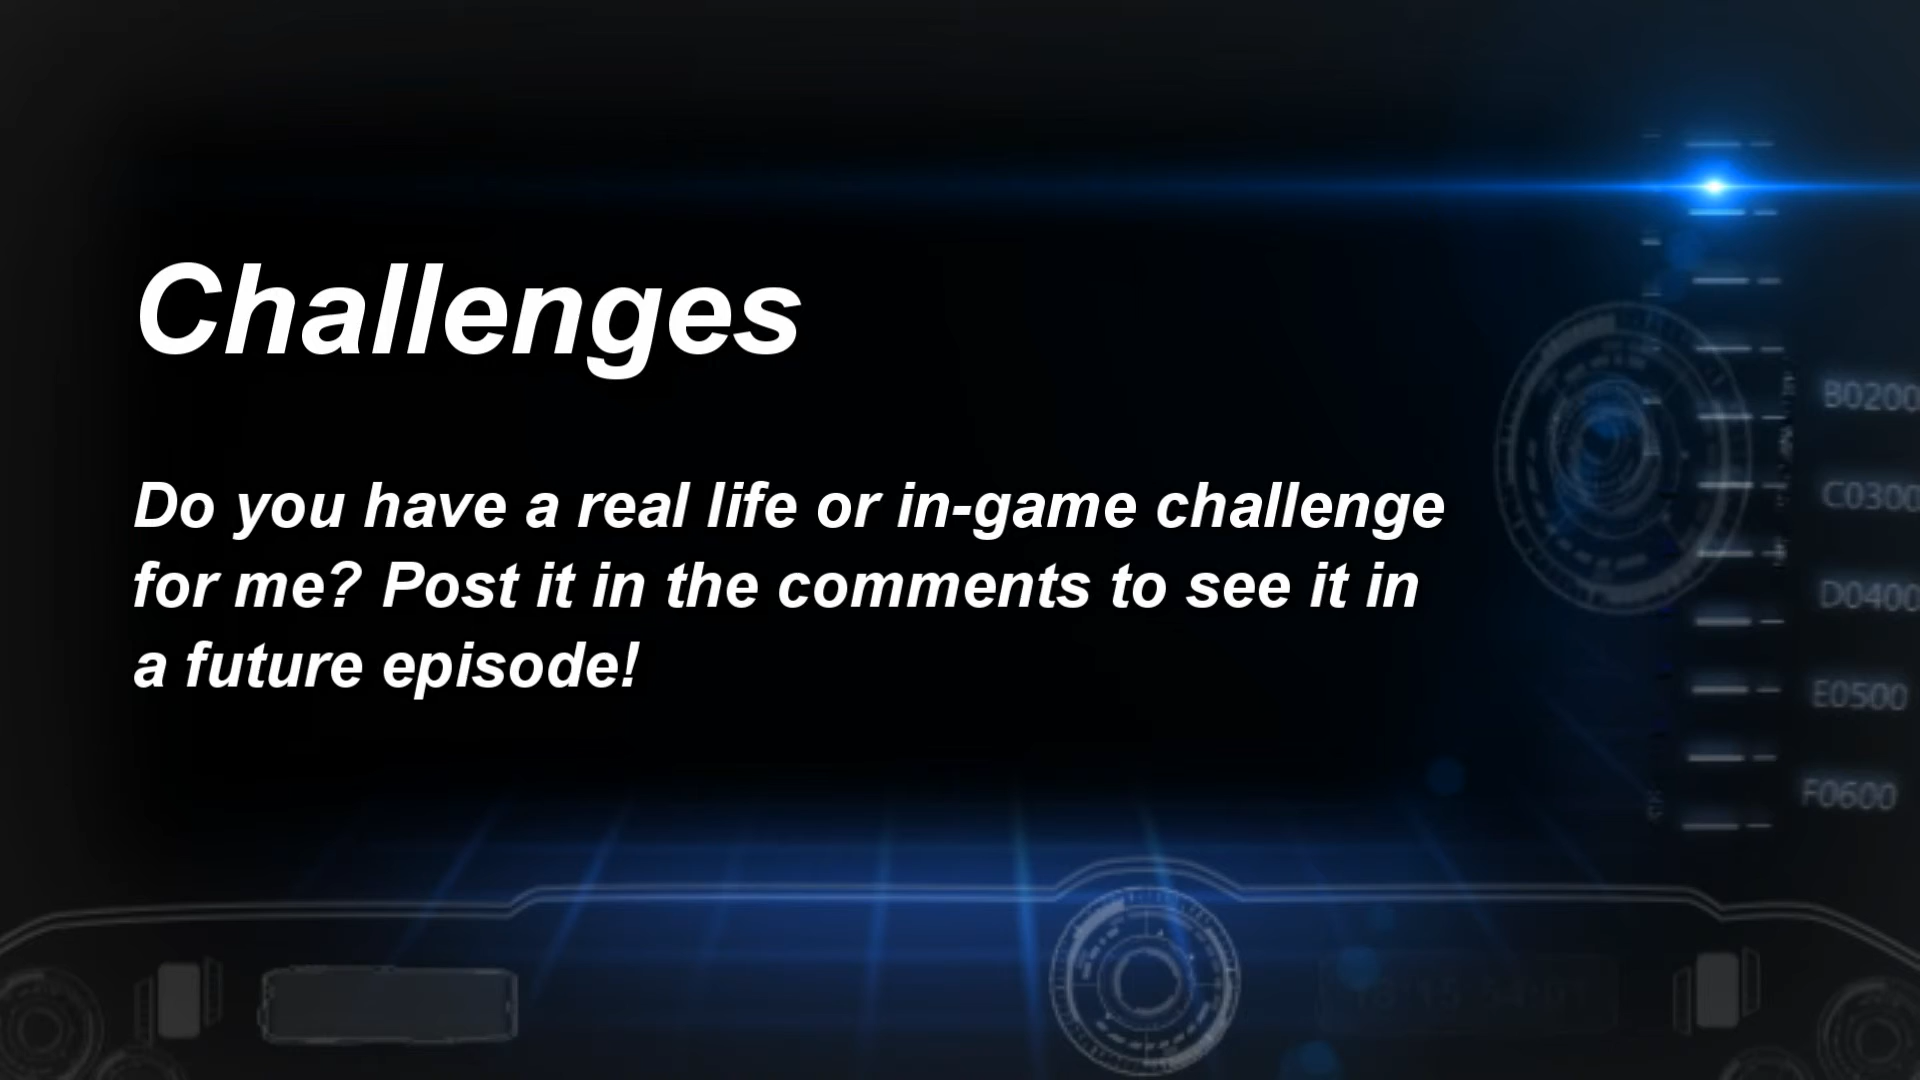 Challenges
Do you have a real life or in-game challenge
for me? Post it in the comments to see it in
a future episode!
B0200
C0300
D0400
E0500
F0600